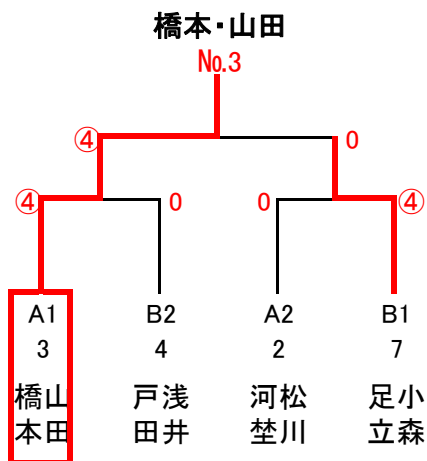 橋本・山田
№.3
④ 0
④ 0 0 ④
A1 B2 A2 B1
3 4 2 7
橋山 戸浅 河松 足小
本田 田井 埜川 立森